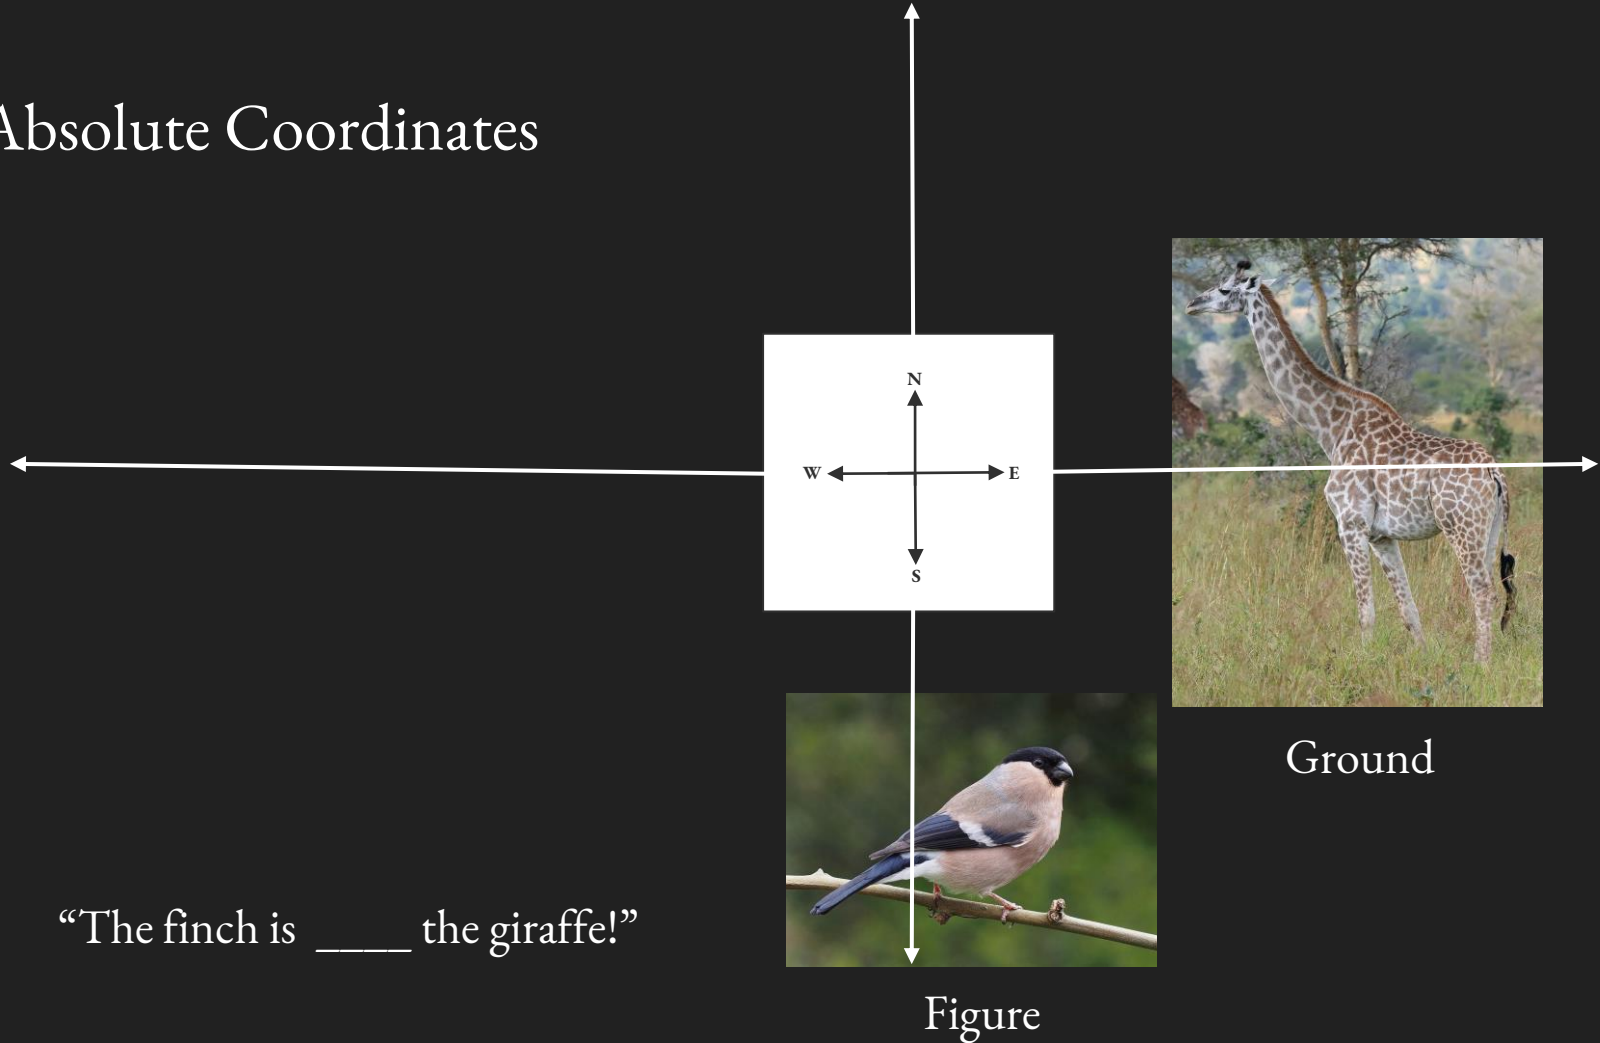 Absolute Coordinates
N
W
E
S
Ground
“The finch is ____ the giraffe!”
Figure